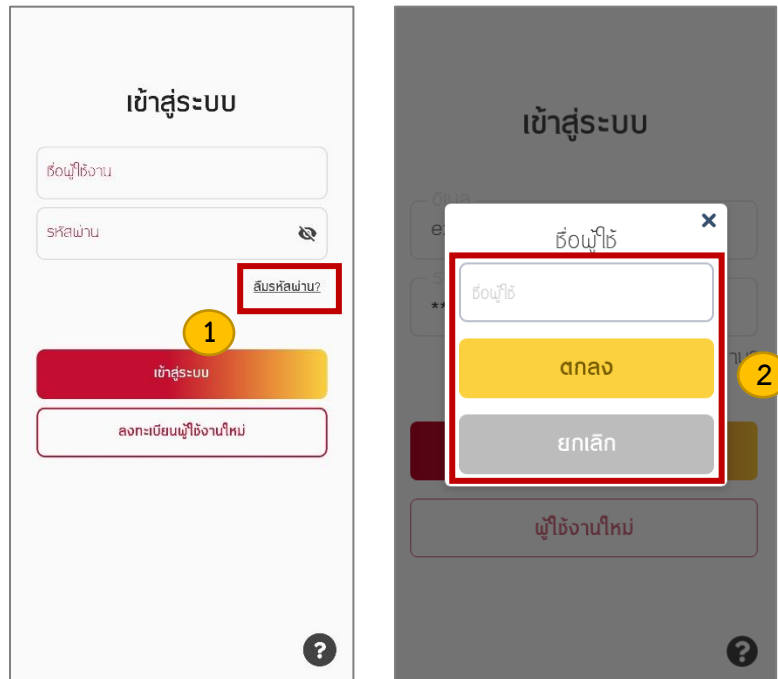 เข้าสู่ระบบ
ชื่อผู้ใช้งาน
รหัสผ่าน
ลืมรหัสผ่าน?
1
เข้าสู่ระบบ
ลงทะเบียนผู้ใช้งานใหม่
?
เข้าสู่ระบบ
ชื่อผู้ใช้
ชื่อผู้ใช้
**
ตกลง
2
ยกเลิก
ผู้ใช้งานใหม่
?